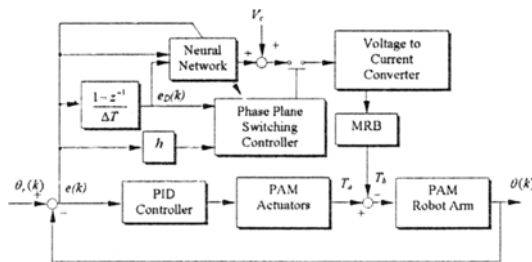 V_c
Neural
Network
+
+
Voltage to
Current
Converter
1-z^{-1}
ΔT
e_D(k)
Phase Plane
Switching
Controller
MRB
h
θ_r(k)
+
-
e(k)
PID
Controller
PAM
Actuators
T_a
+
T_b
-
PAM
Robot Arm
θ(k)